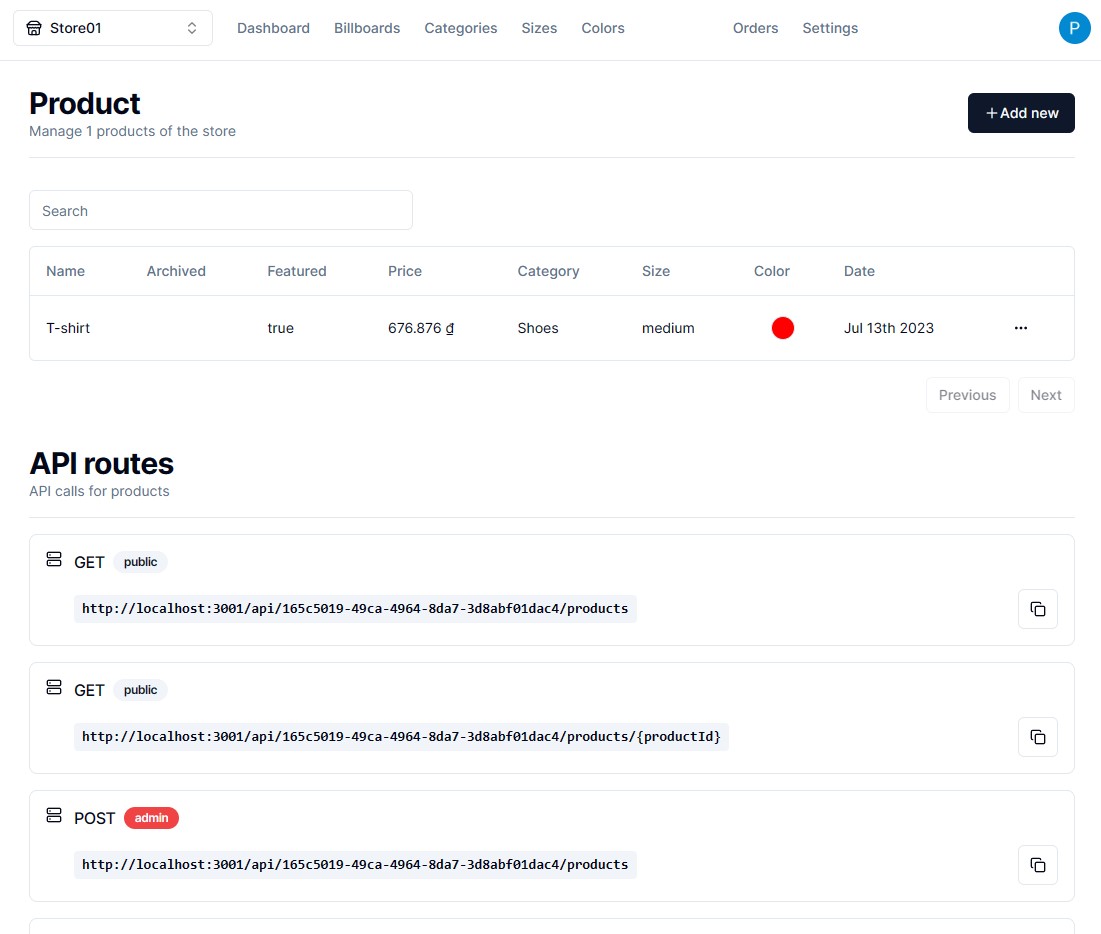 Store01 Dashboard Billboards Categories Sizes Colors Orders Settings P
Product
Manage 1 products of the store
+ Add new
Search
Name Archived Featured Price Category Size Color Date
T-shirt true 676.876 ₫ Shoes medium Jul 13th 2023 ...
Previous Next
API routes
API calls for products
GET public
http://localhost:3001/api/165c5019-49ca-4964-8da7-3d8abf01dac4/products
GET public
http://localhost:3001/api/165c5019-49ca-4964-8da7-3d8abf01dac4/products/{productId}
POST admin
http://localhost:3001/api/165c5019-49ca-4964-8da7-3d8abf01dac4/products